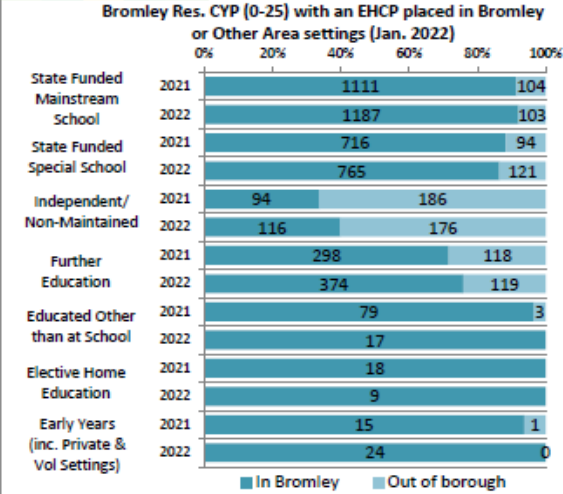 Bromley Res. CYP (0-25) with an EHCP placed in Bromley
or Other Area settings (Jan. 2022)
0% 20% 40% 60% 80% 100%
State Funded
Mainstream
School
2021 1111 104
2022 1187 103
State Funded
Special School
2021 716 94
2022 765 121
Independent/
Non-Maintained
2021 94 186
2022 116 176
Further
Education
2021 298 118
2022 374 119
Educated Other
than at School
2021 79 3
2022 17
Elective Home
Education
2021 18
2022 9
Early Years
(inc. Private &
Vol Settings)
2021 15 1
2022 24 0
In Bromley Out of borough